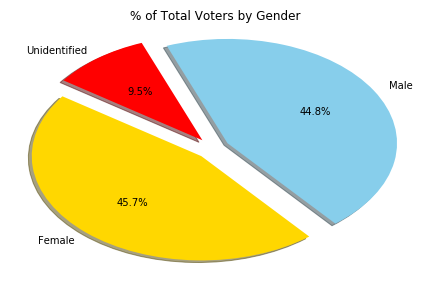 % of Total Voters by Gender
Unidentified
Male
9.5%
44.8%
45.7%
Female